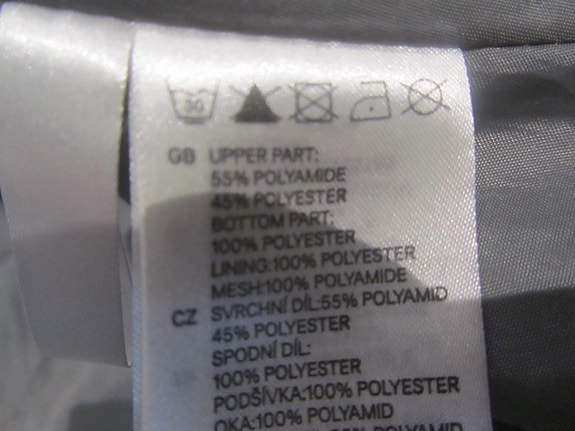 30
GB UPPER PART:
55% POLYAMIDE
45% POLYESTER
BOTTOM PART:
100% POLYESTER
LINING:100% POLYESTER
MESH:100% POLYAMIDE
CZ SVRCHNÍ DÍL:55% POLYAMID
45% POLYESTER
SPODNÍ DÍL:
100% POLYESTER
PODŠÍVKA:100% POLYESTER
OKA:100% POLYAMID